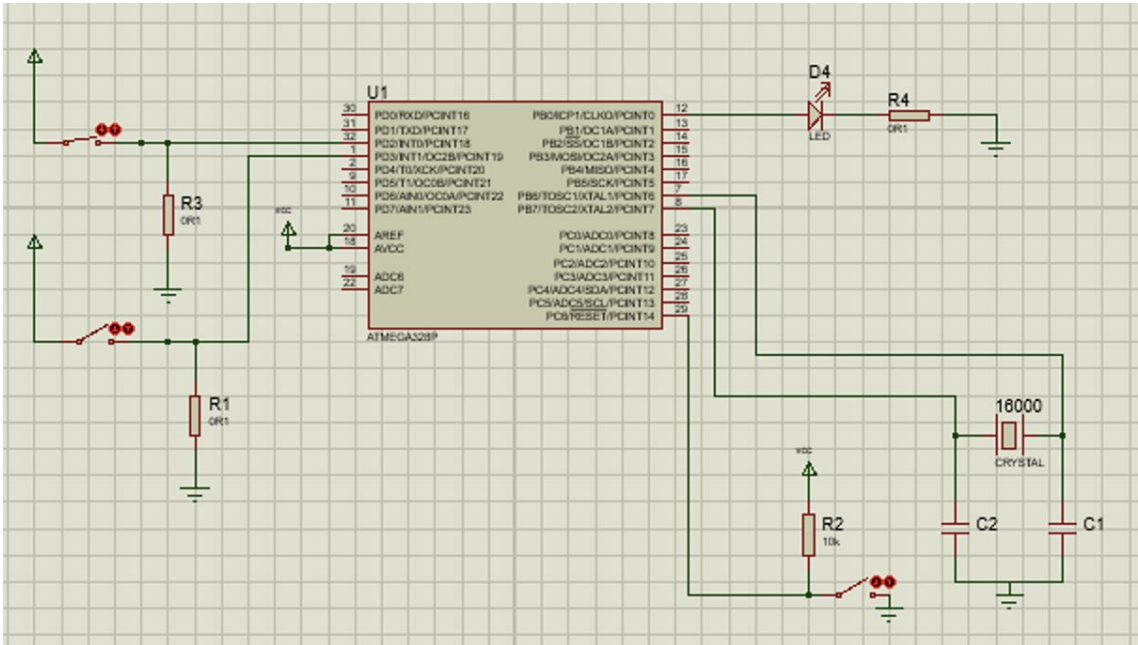 U1
30 PD0/RXD/PCINT16
31 PD1/TXD/PCINT17
32 PD2/INT0/PCINT18
1 PD3/INT1/OC2B/PCINT19
2 PD4/T0/XCK/PCINT20
9 PD5/T1/OC0B/PCINT21
10 PD6/AIN0/OC0A/PCINT22
11 PD7/AIN1/PCINT23
20 AREF
18 AVCC
19 ADC6
22 ADC7
PB0/ICP1/CLKO/PCINT0 12
PB1/OC1A/PCINT1 13
PB2/SS/OC1B/PCINT2 14
PB3/MOSI/OC2A/PCINT3 15
PB4/MISO/PCINT4 16
PB5/SCK/PCINT5 17
PB6/TOSC1/XTAL1/PCINT6 7
PB7/TOSC2/XTAL2/PCINT7 8
PC0/ADC0/PCINT8 23
PC1/ADC1/PCINT9 24
PC2/ADC2/PCINT10 25
PC3/ADC3/PCINT11 26
PC4/ADC4/SDA/PCINT12 27
PC5/ADC5/SCL/PCINT13 28
PC6/RESET/PCINT14 29
ATMEGA328P
D4
LED
R4
0R1
R3
0R1
VCC
R1
0R1
16000
CRYSTAL
VCC
R2
10k
C2
C1